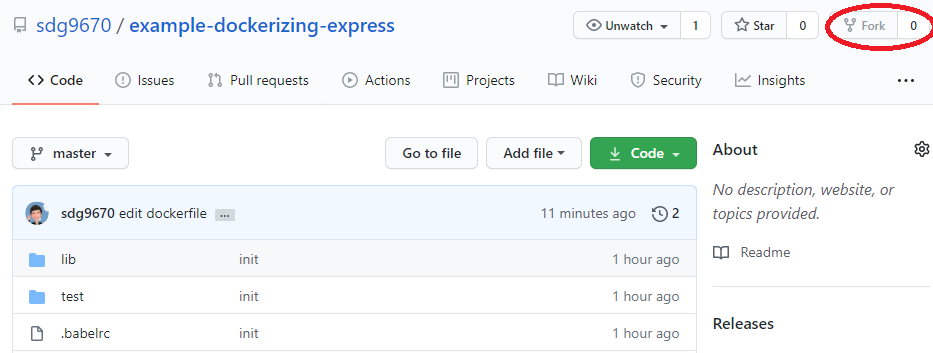 sdg9670 / example-dockerizing-express Unwatch 1 Star 0 Fork 0
Code Issues Pull requests Actions Projects Wiki Security Insights ...
master Go to file Add file Code About
No description, website, or
topics provided.
sdg9670 edit dockerfile ... 11 minutes ago 2
Readme
lib init 1 hour ago
test init 1 hour ago
Releases
.babelrc init 1 hour ago